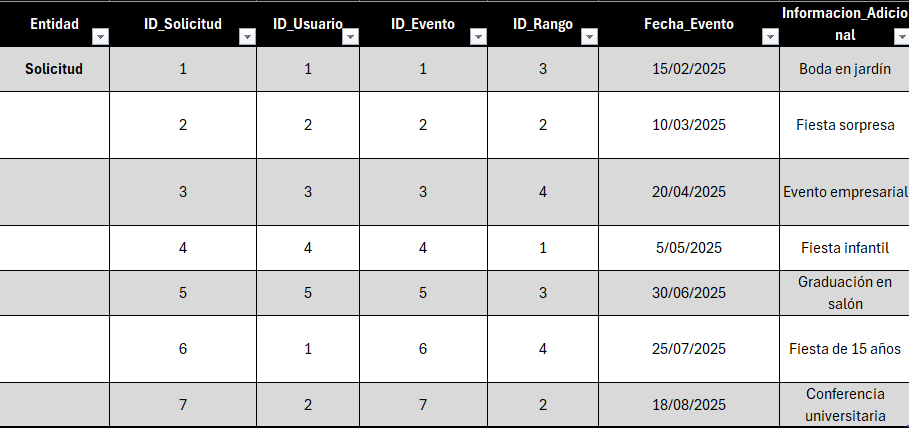 Entidad ID_Solicitud ID_Usuario ID_Evento ID_Rango Fecha_Evento Informacion_Adicio
nal
Solicitud 1 1 1 3 15/02/2025 Boda en jardín
2 2 2 2 10/03/2025 Fiesta sorpresa
3 3 3 4 20/04/2025 Evento empresarial
4 4 4 1 5/05/2025 Fiesta infantil
5 5 5 3 30/06/2025 Graduación en
salón
6 1 6 4 25/07/2025 Fiesta de 15 años
7 2 7 2 18/08/2025 Conferencia
universitaria